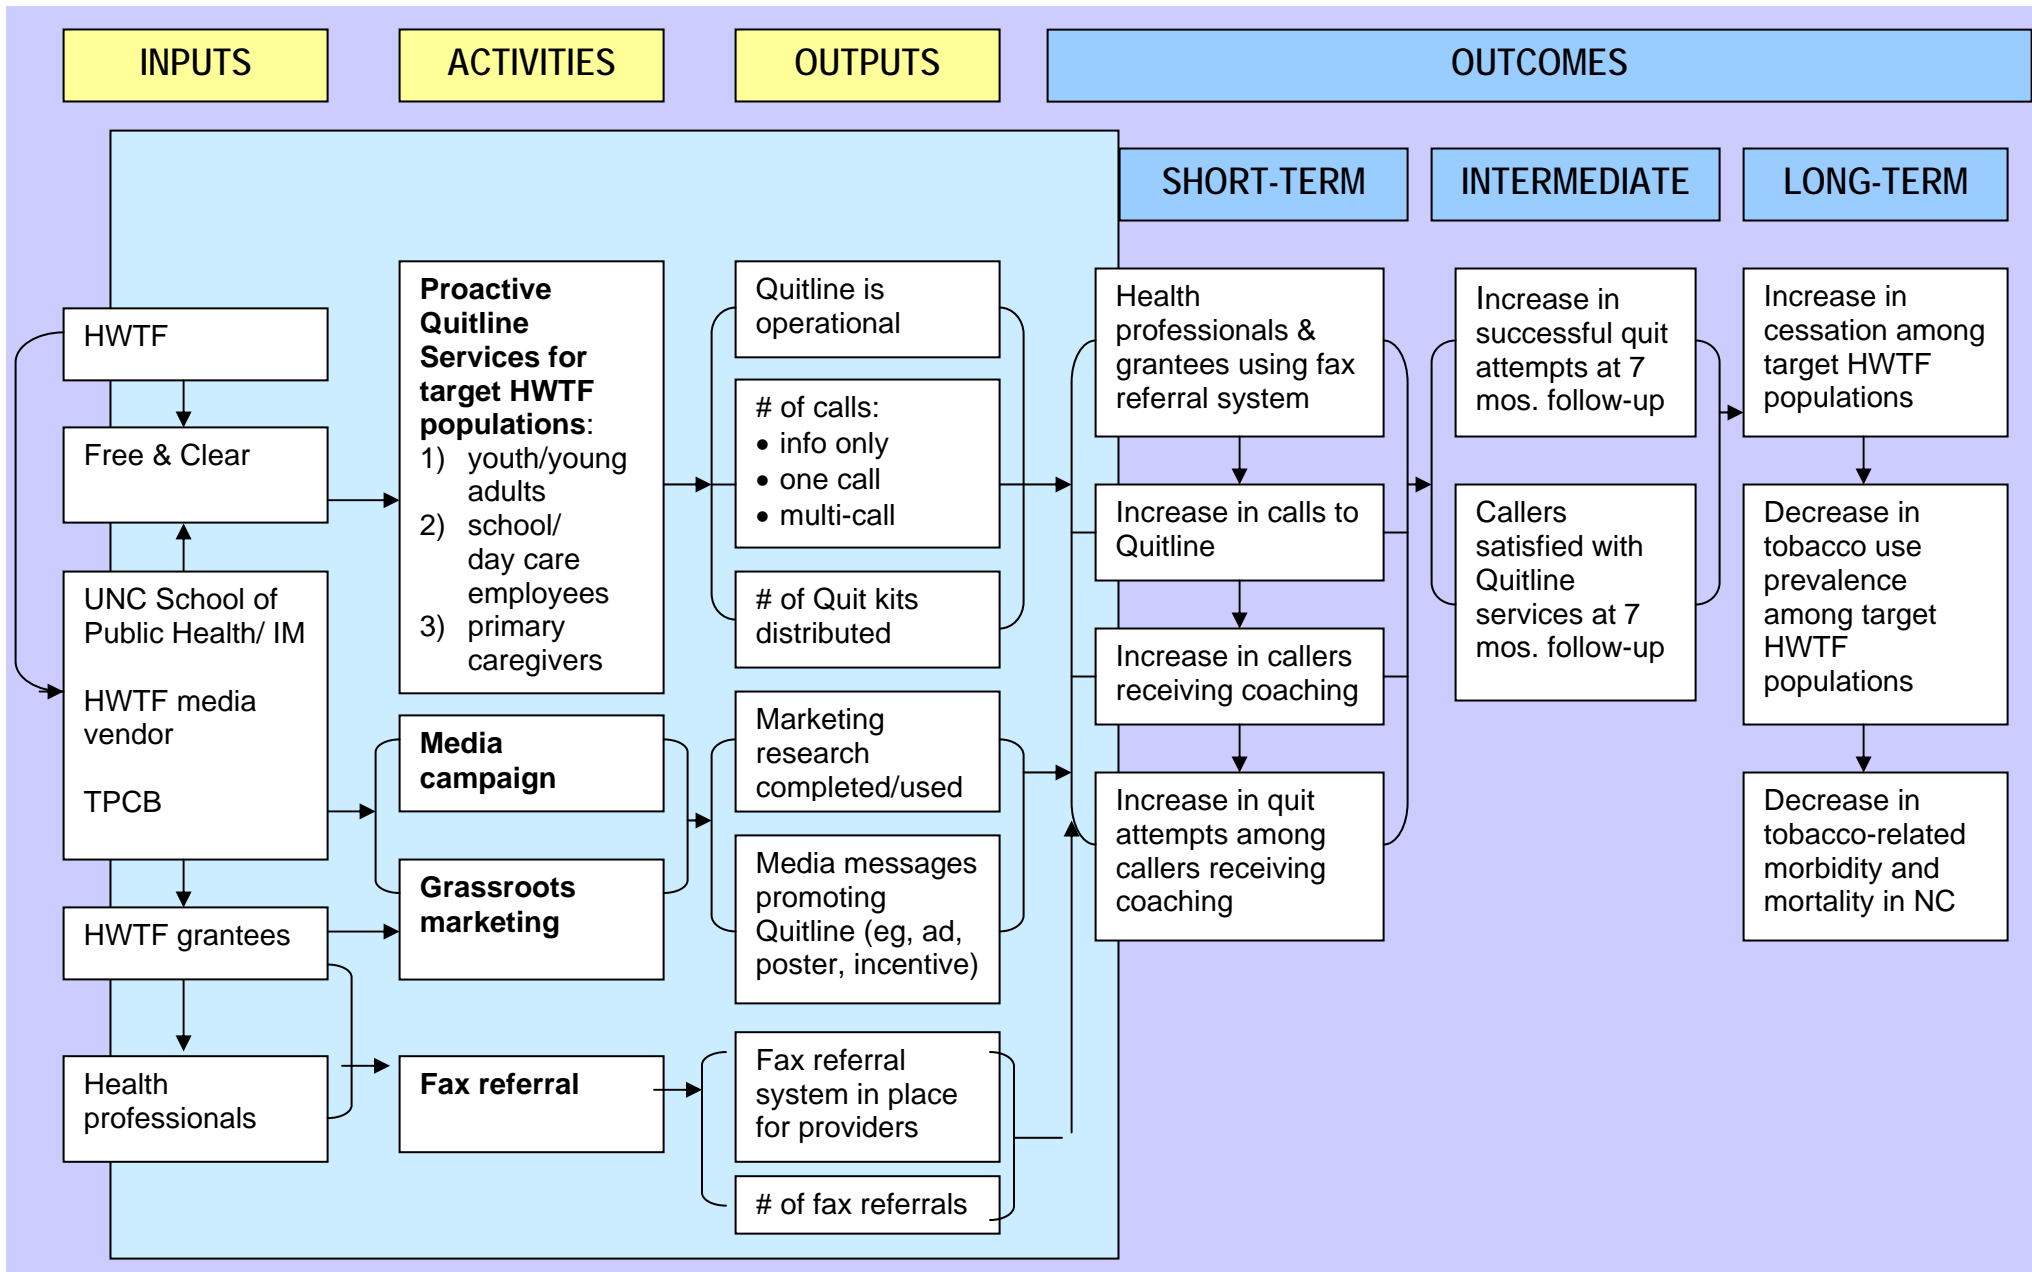 INPUTS
ACTIVITIES
OUTPUTS
OUTCOMES
SHORT-TERM
INTERMEDIATE
LONG-TERM
HWTF
Free & Clear
UNC School of
Public Health/ IM
HWTF media
vendor
TPCB
HWTF grantees
Health
professionals
Proactive
Quitline
Services for
target HWTF
populations:
1) youth/young
adults
2) school/
day care
employees
3) primary
caregivers
Media
campaign
Grassroots
marketing
Fax referral
Quitline is
operational
# of calls:
• info only
• one call
• multi-call
# of Quit kits
distributed
Marketing
research
completed/used
Media messages
promoting
Quitline (eg, ad,
poster, incentive)
Fax referral
system in place
for providers
# of fax referrals
Health
professionals &
grantees using fax
referral system
Increase in calls to
Quitline
Increase in callers
receiving coaching
Increase in quit
attempts among
callers receiving
coaching
Increase in
successful quit
attempts at 7
mos. follow-up
Callers
satisfied with
Quitline
services at 7
mos. follow-up
Increase in
cessation among
target HWTF
populations
Decrease in
tobacco use
prevalence
among target
HWTF
populations
Decrease in
tobacco-related
morbidity and
mortality in NC